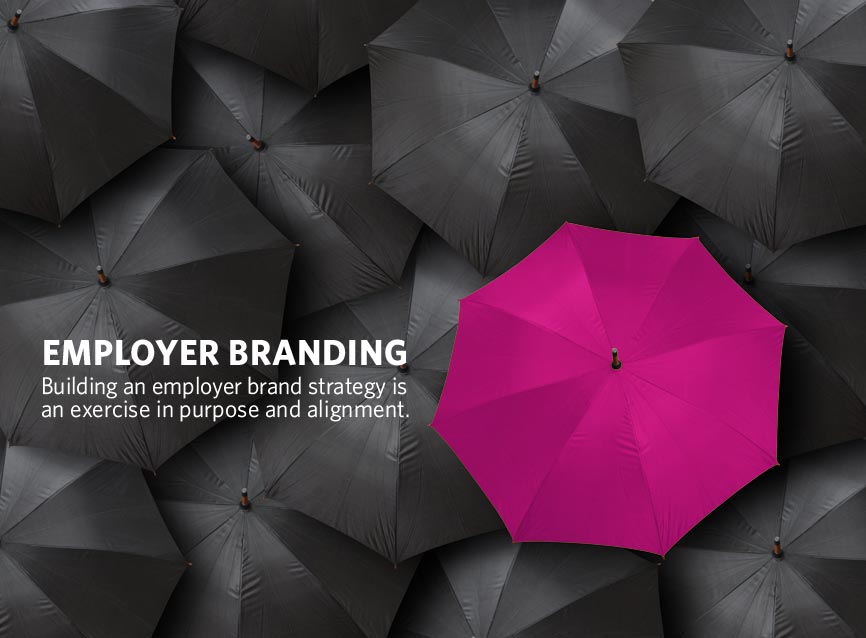 EMPLOYER BRANDING
Building an employer brand strategy is
an exercise in purpose and alignment.